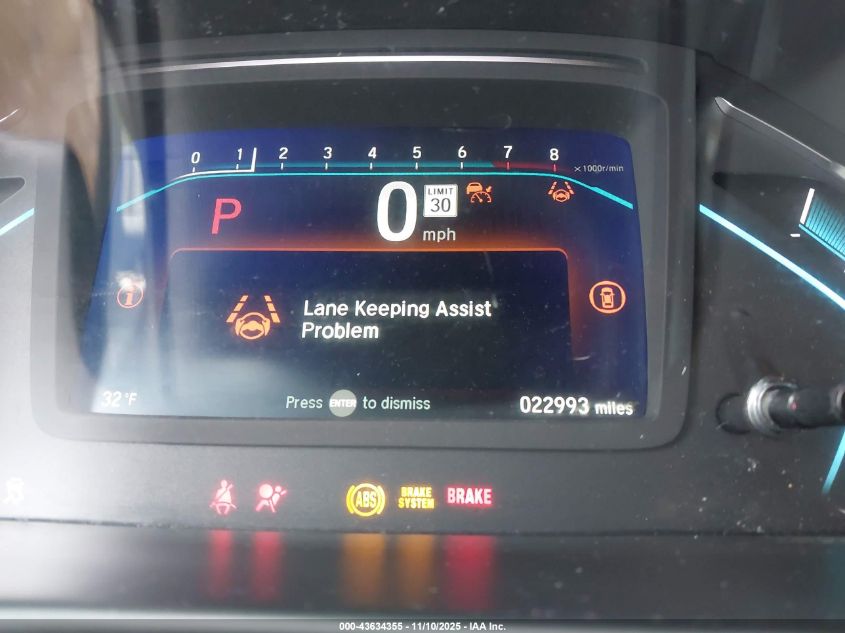 0 1 2 3 4 5 6 7 8 ×1000r/min
P 0 LIMIT 30
mph
Lane Keeping Assist
Problem
32°F Press ENTER to dismiss 022993 miles
ABS BRAKE SYSTEM BRAKE
000-43634355 - 11/10/2025 - IAA Inc.